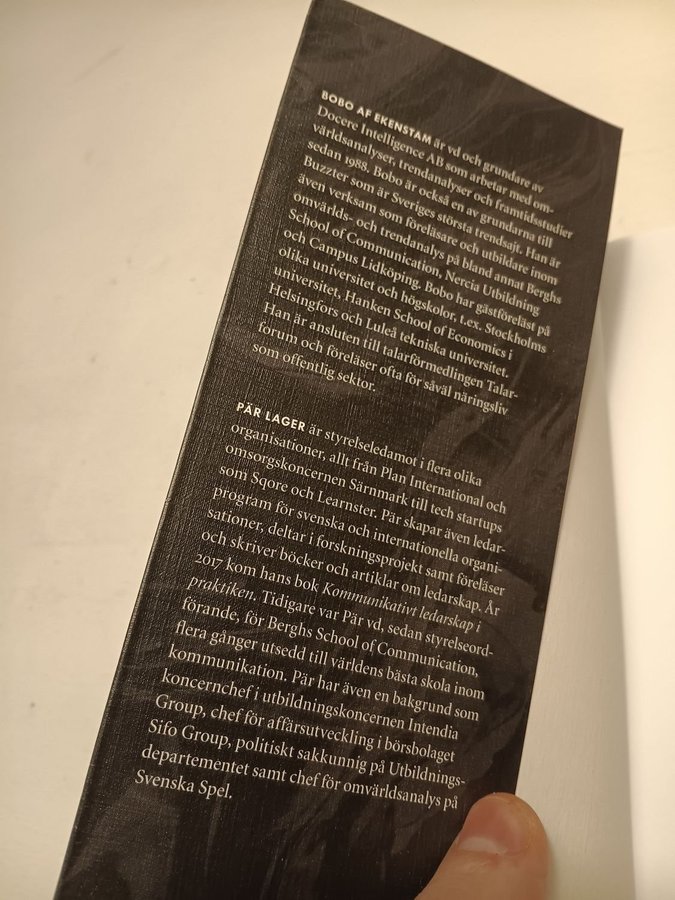 BOBO AF EKENSTAM är vd och grundare av
Docere Intelligence AB som arbetar med om-
världsanalyser, trendanalyser och framtidsstudier
sedan 1988. Bobo är också en av grundarna till
Buzzter som är Sveriges största trendsajt. Han är
även verksam som föreläsare och utbildare inom
omvärlds- och trendanalys på bland annat Berghs
School of Communication, Nercia Utbildning
och Campus Lidköping. Bobo har gästföreläst på
olika universitet och högskolor, t.ex. Stockholms
universitet, Hanken School of Economics i
Helsingfors och Luleå tekniska universitet.
Han är ansluten till talarförmedlingen Talar-
forum och föreläser ofta för såväl näringsliv
som offentlig sektor.
PÄR LAGER är styrelseledamot i flera olika
organisationer, allt från Plan International och
omsorgskoncernen Särnmark till tech startups
som Sqore och Learnster. Pär skapar även ledar-
program för svenska och internationella organi-
sationer, deltar i forskningsprojekt samt föreläser
och skriver böcker och artiklar om ledarskap. År
2017 kom hans bok Kommunikativt ledarskap i
praktiken. Tidigare var Pär vd, sedan styrelseord-
förande, för Berghs School of Communication,
flera gånger utsedd till världens bästa skola inom
kommunikation. Pär har även en bakgrund som
koncernchef i utbildningskoncernen Intendia
Group, chef för affärsutveckling i börsbolaget
Sifo Group, politiskt sakkunnig på Utbildnings-
departementet samt chef för omvärldsanalys på
Svenska Spel.